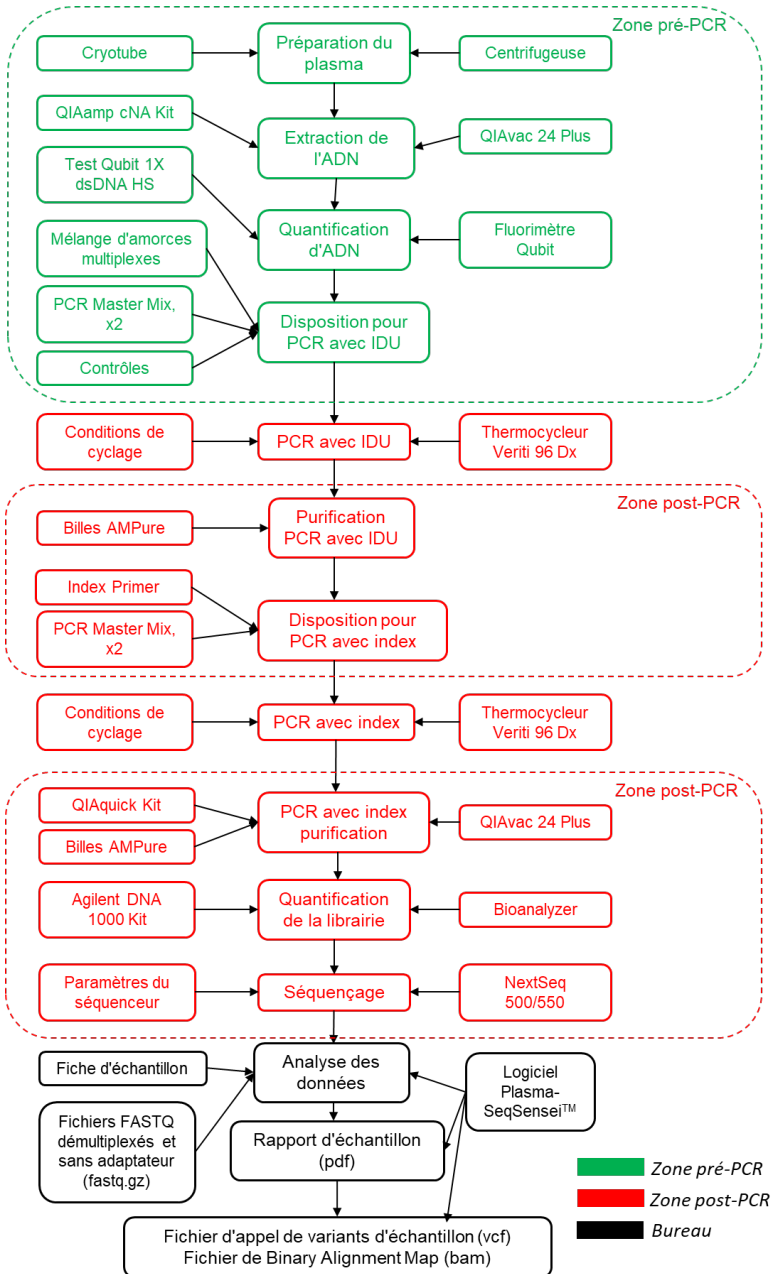 Zone pré-PCR
Cryotube
Préparation du
plasma
Centrifugeuse
QIAamp cNA Kit
Extraction de
l'ADN
QIAvac 24 Plus
Test Qubit 1X
dsDNA HS
Quantification
d'ADN
Fluorimètre
Qubit
Mélange d'amorces
multiplexes
PCR Master Mix,
x2
Contrôles
Disposition pour
PCR avec IDU
Conditions de
cyclage
PCR avec IDU
Thermocycleur
Veriti 96 Dx
Zone post-PCR
Billes AMPure
Purification
PCR avec IDU
Index Primer
PCR Master Mix,
x2
Disposition pour
PCR avec index
Conditions de
cyclage
PCR avec index
Thermocycleur
Veriti 96 Dx
Zone post-PCR
QIAquick Kit
Billes AMPure
PCR avec index
purification
QIAvac 24 Plus
Agilent DNA
1000 Kit
Quantification
de la librairie
Bioanalyzer
Paramètres du
séquenceur
Séquençage
NextSeq
500/550
Fiche d'échantillon
Analyse des
données
Logiciel
Plasma-
SeqSensei™
Fichiers FASTQ
démultiplexés et
sans adaptateur
(fastq.gz)
Rapport d'échantillon
(pdf)
Fichier d'appel de variants d'échantillon (vcf)
Fichier de Binary Alignment Map (bam)
Zone pré-PCR
Zone post-PCR
Bureau